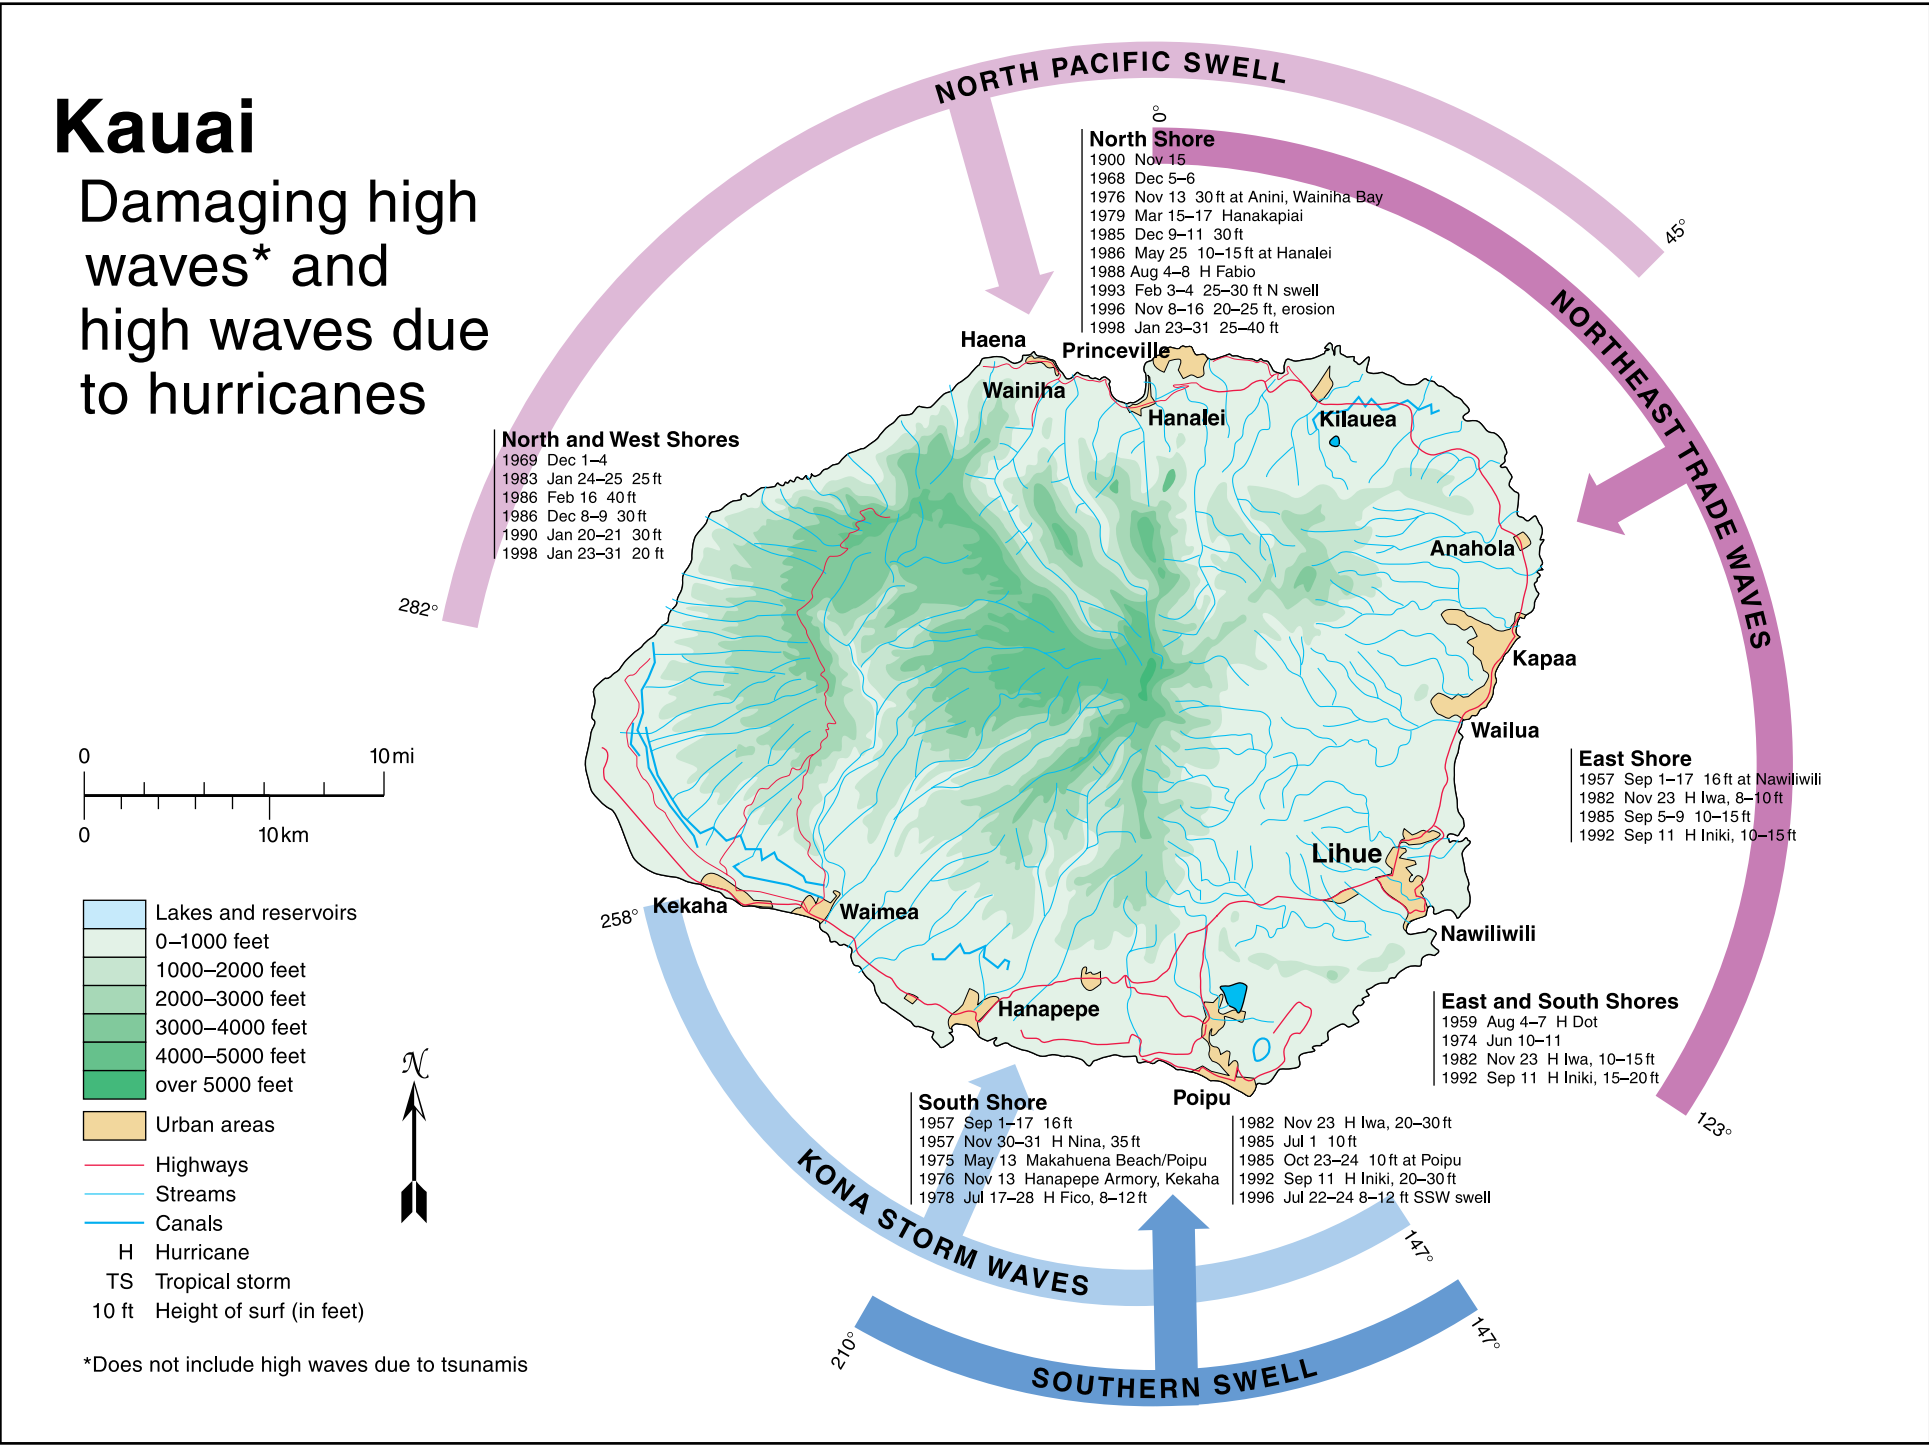 Kauai
Damaging high
waves* and
high waves due
to hurricanes
NORTH PACIFIC SWELL
0°
45°
282°
North Shore
1900 Nov 15
1968 Dec 5–6
1976 Nov 13 30 ft at Anini, Wainiha Bay
1979 Mar 15–17 Hanakapiai
1985 Dec 9–11 30 ft
1986 May 25 10–15 ft at Hanalei
1988 Aug 4–8 H Fabio
1993 Feb 3–4 25–30 ft N swell
1996 Nov 8–16 20–25 ft, erosion
1998 Jan 23–31 25–40 ft
NORTHEAST TRADE WAVES
123°
North and West Shores
1969 Dec 1–4
1983 Jan 24–25 25 ft
1986 Feb 16 40 ft
1986 Dec 8–9 30 ft
1990 Jan 20–21 30 ft
1998 Jan 23–31 20 ft
Haena
Princeville
Wainiha
Hanalei
Kilauea
Anahola
Kapaa
Wailua
Lihue
Nawiliwili
Kekaha
Waimea
Hanapepe
Poipu
East Shore
1957 Sep 1–17 16 ft at Nawiliwili
1982 Nov 23 H Iwa, 8–10 ft
1985 Sep 5–9 10–15 ft
1992 Sep 11 H Iniki, 10–15 ft
East and South Shores
1959 Aug 4–7 H Dot
1974 Jun 10–11
1982 Nov 23 H Iwa, 10–15 ft
1992 Sep 11 H Iniki, 15–20 ft
South Shore
1957 Sep 1–17 16 ft
1957 Nov 30–31 H Nina, 35 ft
1975 May 13 Makahuena Beach/Poipu
1976 Nov 13 Hanapepe Armory, Kekaha
1978 Jul 17–28 H Fico, 8–12 ft
1982 Nov 23 H Iwa, 20–30 ft
1985 Jul 1 10 ft
1985 Oct 23–24 10 ft at Poipu
1992 Sep 11 H Iniki, 20–30 ft
1996 Jul 22–24 8–12 ft SSW swell
258°
KONA STORM WAVES
147°
210°
SOUTHERN SWELL
147°
0 10 mi
0 10 km
Lakes and reservoirs
0–1000 feet
1000–2000 feet
2000–3000 feet
3000–4000 feet
4000–5000 feet
over 5000 feet
Urban areas
Highways
Streams
Canals
H Hurricane
TS Tropical storm
10 ft Height of surf (in feet)
N
*Does not include high waves due to tsunamis